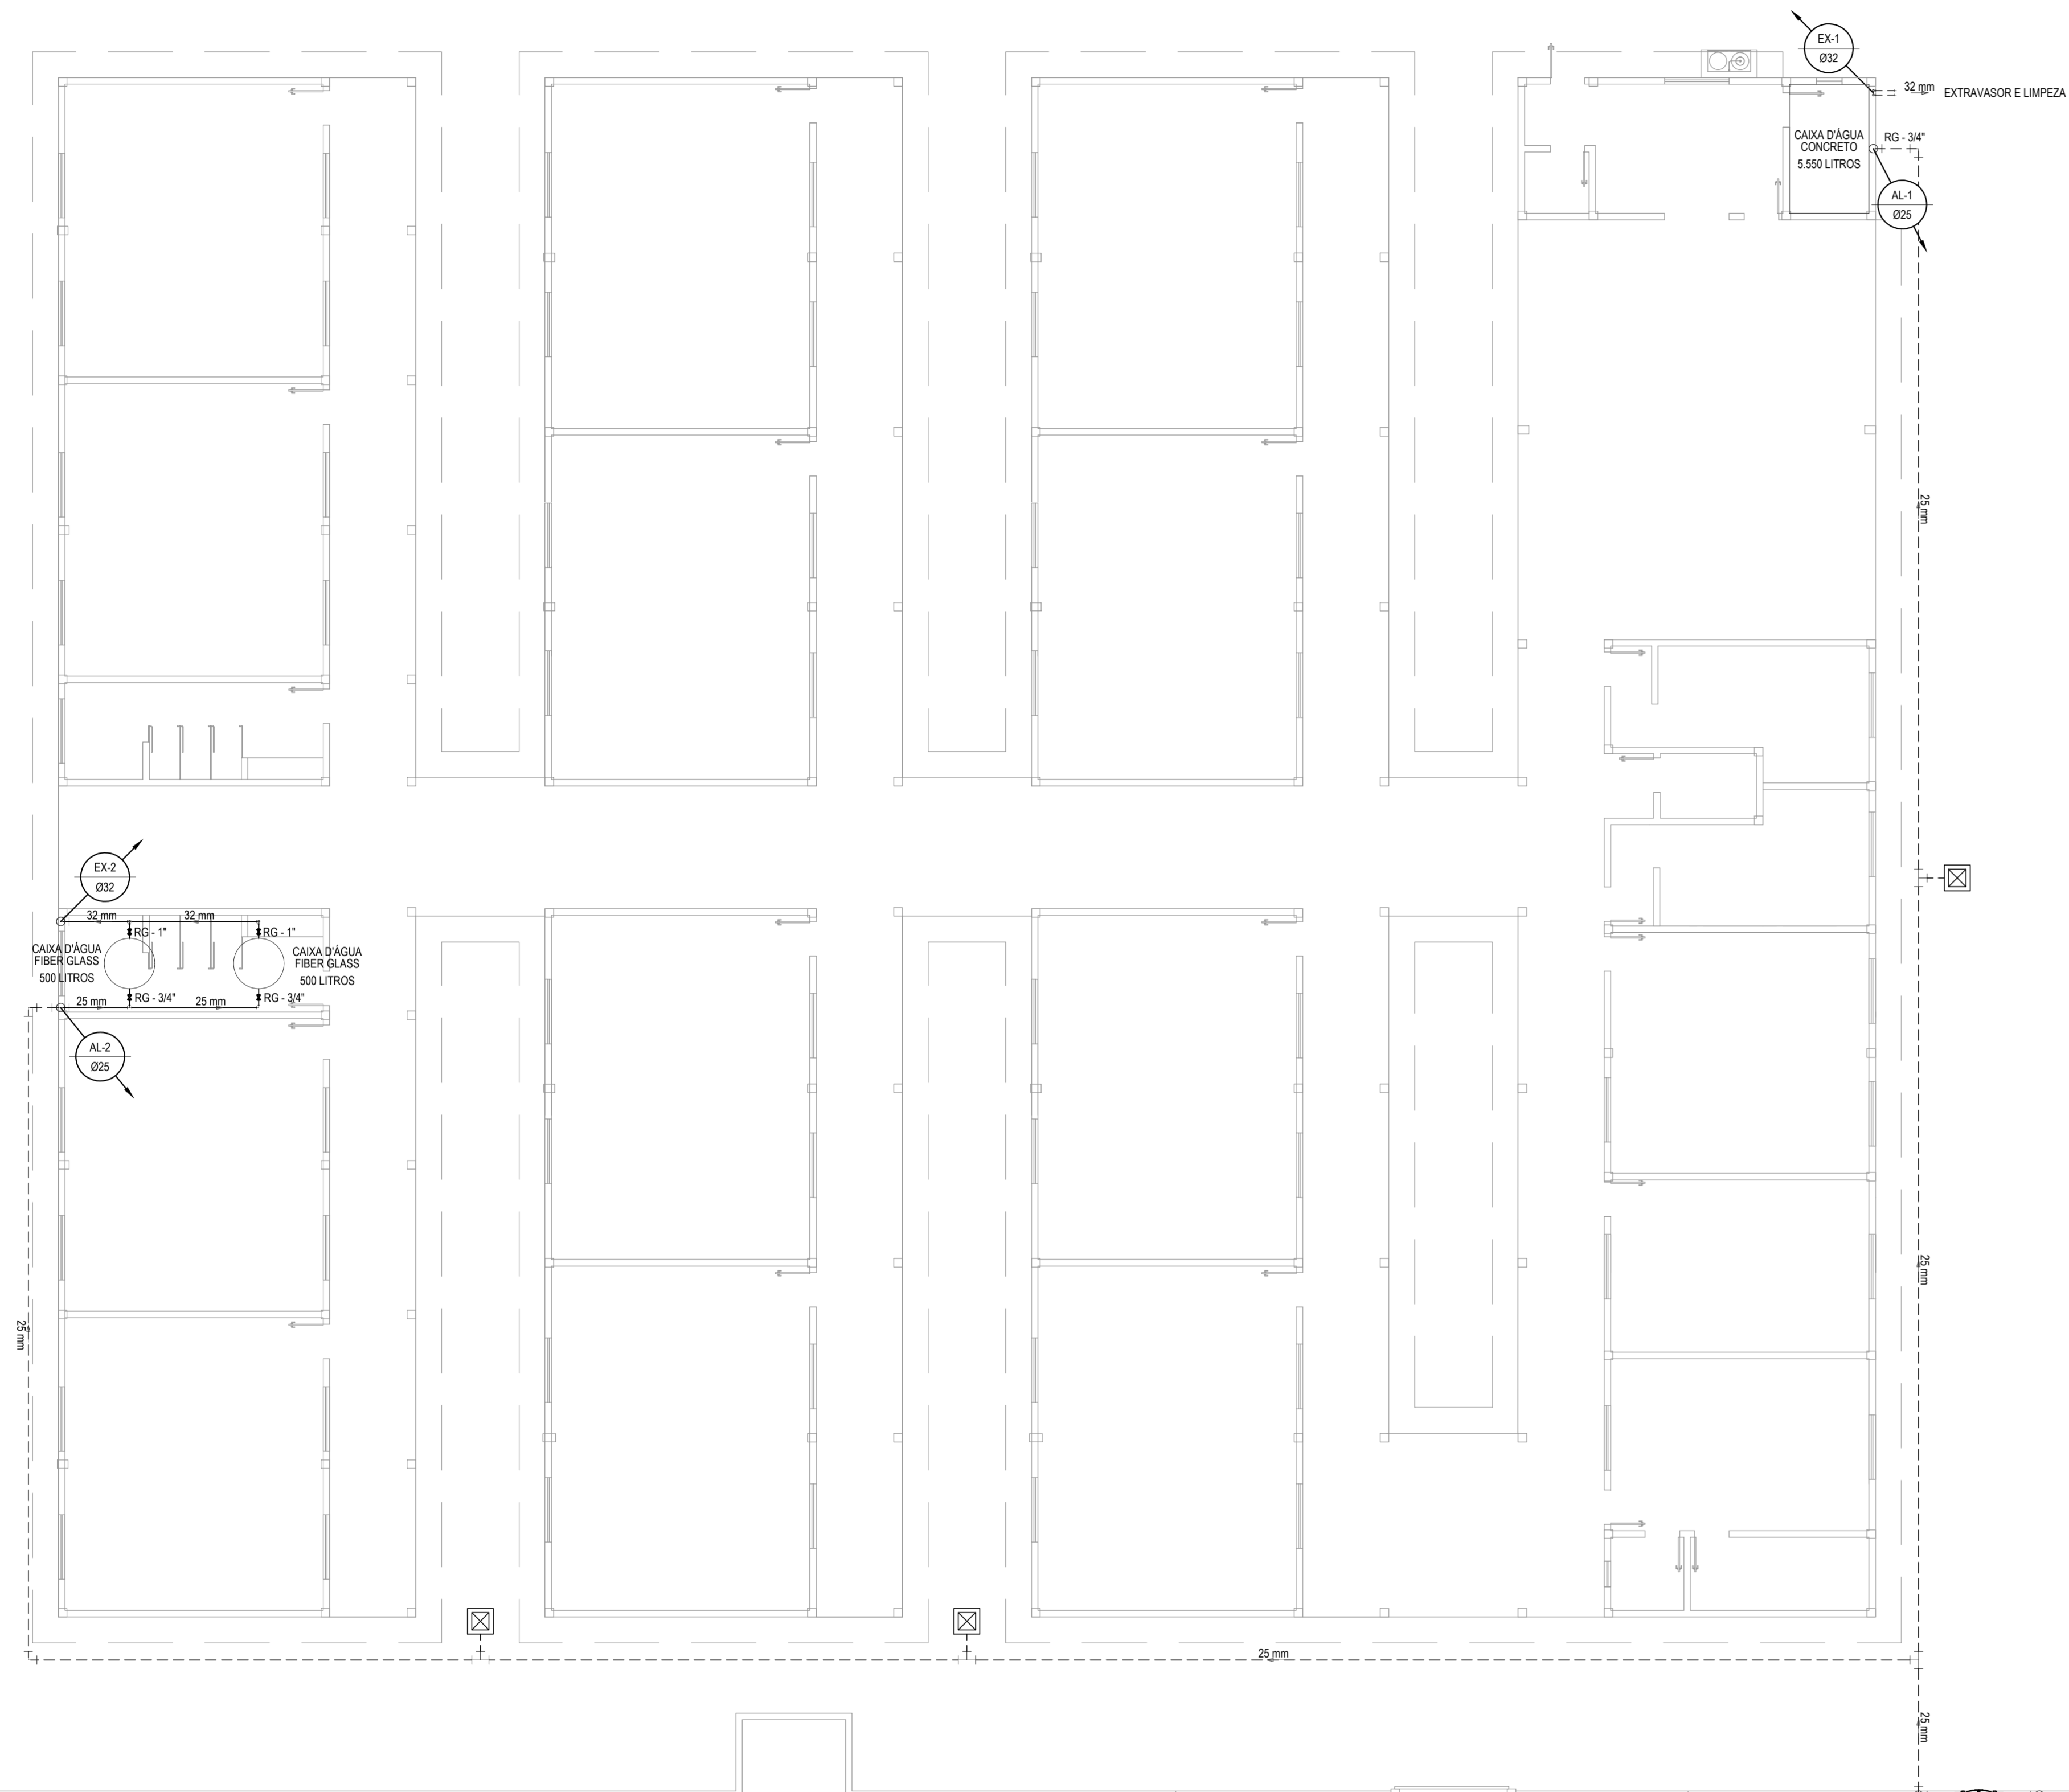 EX-1
Ø32
32 mm
EXTRAVASOR E LIMPEZA
CAIXA D'ÁGUA
CONCRETO
5.550 LITROS
RG - 3/4"
AL-1
Ø25
25 mm
EX-2
Ø32
32 mm
32 mm
RG - 1"
RG - 1"
CAIXA D'ÁGUA
FIBER GLASS
500 LITROS
CAIXA D'ÁGUA
FIBER GLASS
500 LITROS
RG - 3/4"
RG - 3/4"
25 mm
25 mm
AL-2
Ø25
25 mm
25 mm
25 mm
25 mm